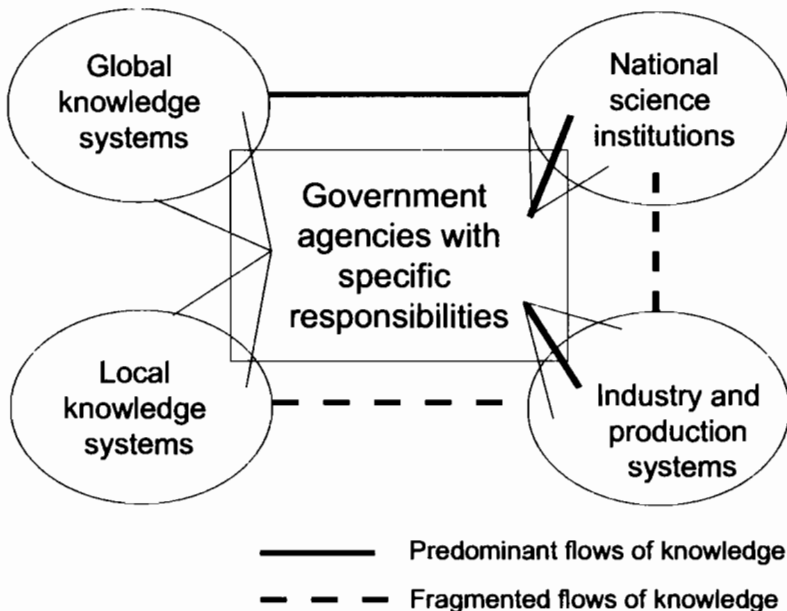 Global
knowledge
systems
National
science
institutions
Government
agencies with
specific
responsibilities
Local
knowledge
systems
Industry and
production
systems
Predominant flows of knowledge
Fragmented flows of knowledge